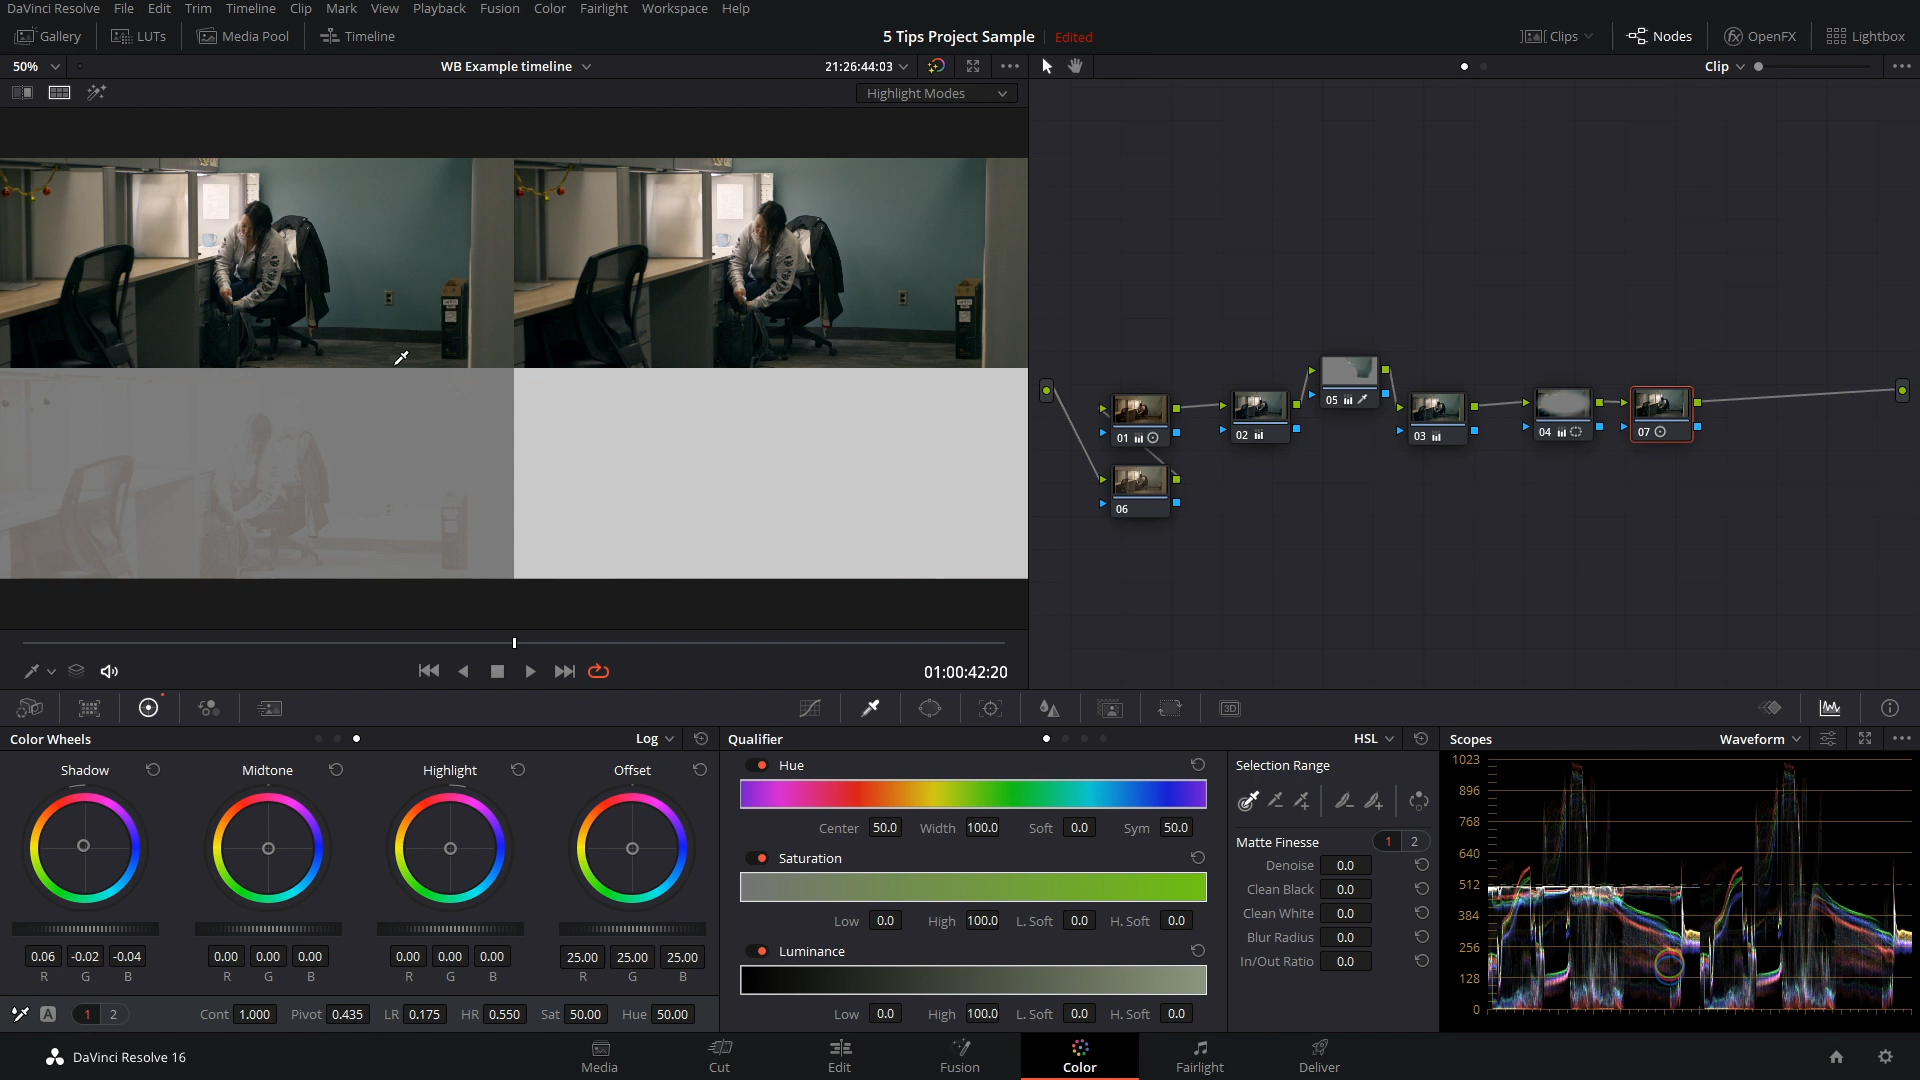 DaVinci Resolve File Edit Trim Timeline Clip Mark View Playback Fusion Color Fairlight Workspace Help
Gallery LUTs Media Pool Timeline 5 Tips Project Sample Edited Clips Nodes fx OpenFX Lightbox
50% WB Example timeline 21:26:44:03 Clip
Highlight Modes
05
01 02 03 04 07
06
01:00:42:20
3D
Color Wheels Log Qualifier HSL Scopes Waveform
Shadow Midtone Highlight Offset
Hue
Center 50.0 Width 100.0 Soft 0.0 Sym 50.0
Saturation
Low 0.0 High 100.0 L. Soft 0.0 H. Soft 0.0
Luminance
Low 0.0 High 100.0 L. Soft 0.0 H. Soft 0.0
0.06 -0.02 -0.04 0.00 0.00 0.00 0.00 0.00 0.00 25.00 25.00 25.00
R G B R G B R G B R G B
A 1 2 Cont 1.000 Pivot 0.435 LR 0.175 HR 0.550 Sat 50.00 Hue 50.00
Selection Range
Matte Finesse 1 2
Denoise 0.0
Clean Black 0.0
Clean White 0.0
Blur Radius 0.0
In/Out Ratio 0.0
1023
896
768
640
512
384
256
128
0
DaVinci Resolve 16 Media Cut Edit Fusion Color Fairlight Deliver